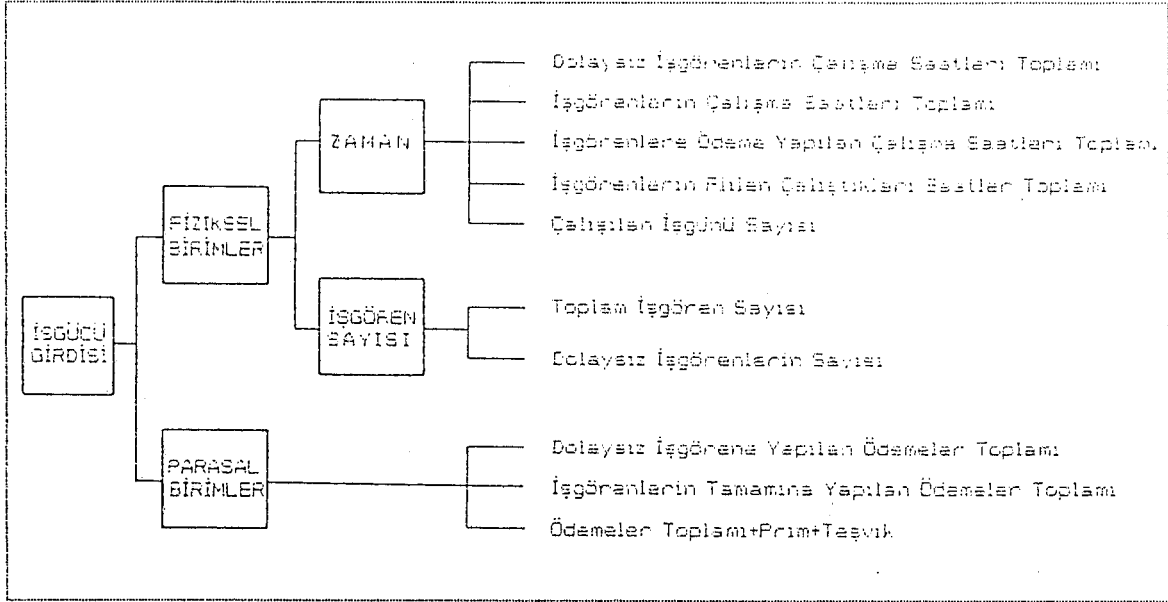 İŞGÜCÜ
GİRDİSİ
FİZİKSEL
BİRİMLER
ZAMAN
Dolaysız İşgörenlerin Çalışma Saatleri Toplamı
İşgörenlerin Çalışma Saatleri Toplamı
İşgörenlere Ödeme Yapılan Çalışma Saatleri Toplamı
İşgörenlerin Fiilen Çalıştıkları Saatler Toplamı
Çalışılan İşgünü Sayısı
İŞGÖREN
SAYISI
Toplam İşgören Sayısı
Dolaysız İşgörenlerin Sayısı
PARASAL
BİRİMLER
Dolaysız İşgörene Yapılan Ödemeler Toplamı
İşgörenlerin Tamamına Yapılan Ödemeler Toplamı
Ödemeler Toplamı+Prim+Teşvik